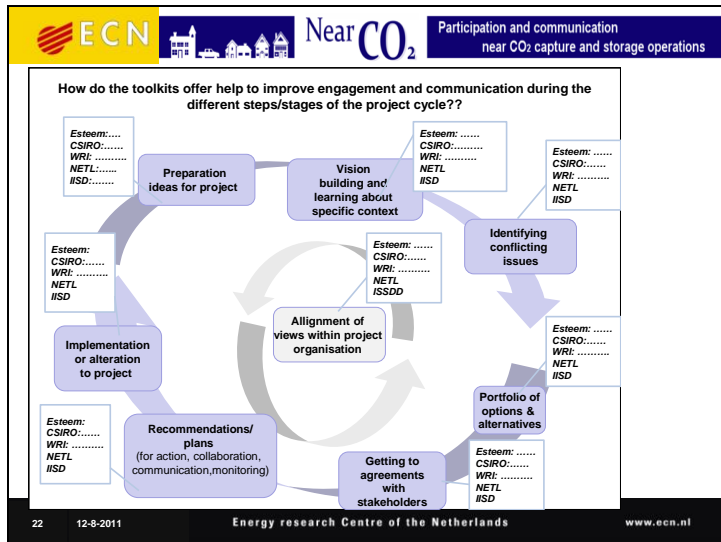 ECN
Near CO2
Participation and communication
near CO2 capture and storage operations
How do the toolkits offer help to improve engagement and communication during the
different steps/stages of the project cycle??
Esteem:....
CSIRO:......
WRI: ..........
NETL:......
IISD:.......
Preparation
ideas for project
Vision
building and
learning about
specific context
Esteem: ......
CSIRO:.........
WRI: ..........
NETL
IISD
Esteem: ......
CSIRO:......
WRI: ..........
NETL
IISD
Identifying
conflicting
issues
Esteem:
CSIRO:......
WRI: ..........
NETL
IISD
Esteem: ......
CSIRO:......
WRI: ..........
NETL
ISSDD
Allignment of
views within project
organisation
Implementation
or alteration
to project
Esteem: ......
CSIRO:......
WRI: ..........
NETL
IISD
Portfolio of
options &
alternatives
Esteem:
CSIRO:......
WRI: ..........
NETL
IISD
Recommendations/
plans
(for action, collaboration,
communication,monitoring)
Getting to
agreements
with
stakeholders
Esteem: ......
CSIRO:......
WRI: ..........
NETL
IISD
22 12-8-2011 Energy research Centre of the Netherlands www.ecn.nl